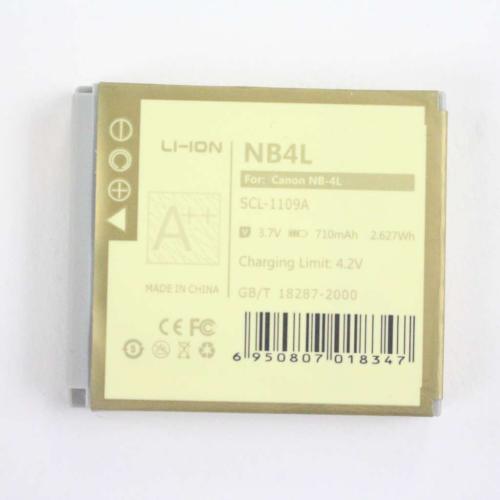 LI-ION
NB4L
For: Canon NB-4L
SCL-1109A
A++
3.7V 710mAh 2.627Wh
Charging Limit: 4.2V
MADE IN CHINA
GB/T 18287-2000
CE FC
6 950807 018347